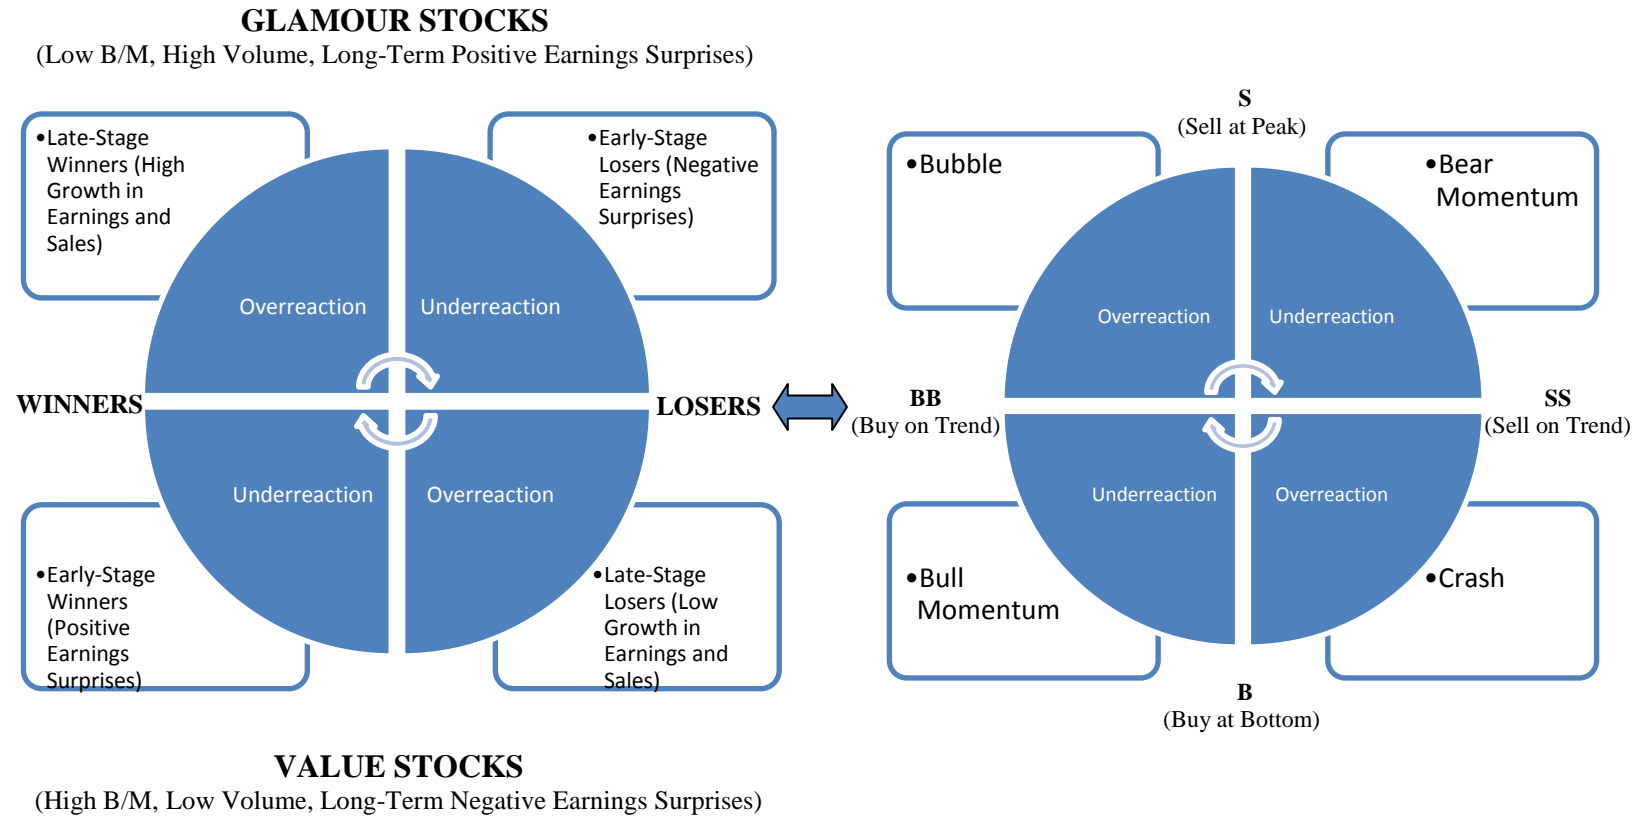 GLAMOUR STOCKS
(Low B/M, High Volume, Long-Term Positive Earnings Surprises)
•Late-Stage
Winners (High
Growth in
Earnings and
Sales)
•Early-Stage
Losers (Negative
Earnings
Surprises)
Overreaction
Underreaction
WINNERS
LOSERS
Underreaction
Overreaction
•Early-Stage
Winners
(Positive
Earnings
Surprises)
•Late-Stage
Losers (Low
Growth in
Earnings and
Sales)
VALUE STOCKS
(High B/M, Low Volume, Long-Term Negative Earnings Surprises)
S
(Sell at Peak)
•Bubble
•Bear
Momentum
Overreaction
Underreaction
BB
(Buy on Trend)
SS
(Sell on Trend)
Underreaction
Overreaction
•Bull
Momentum
•Crash
B
(Buy at Bottom)